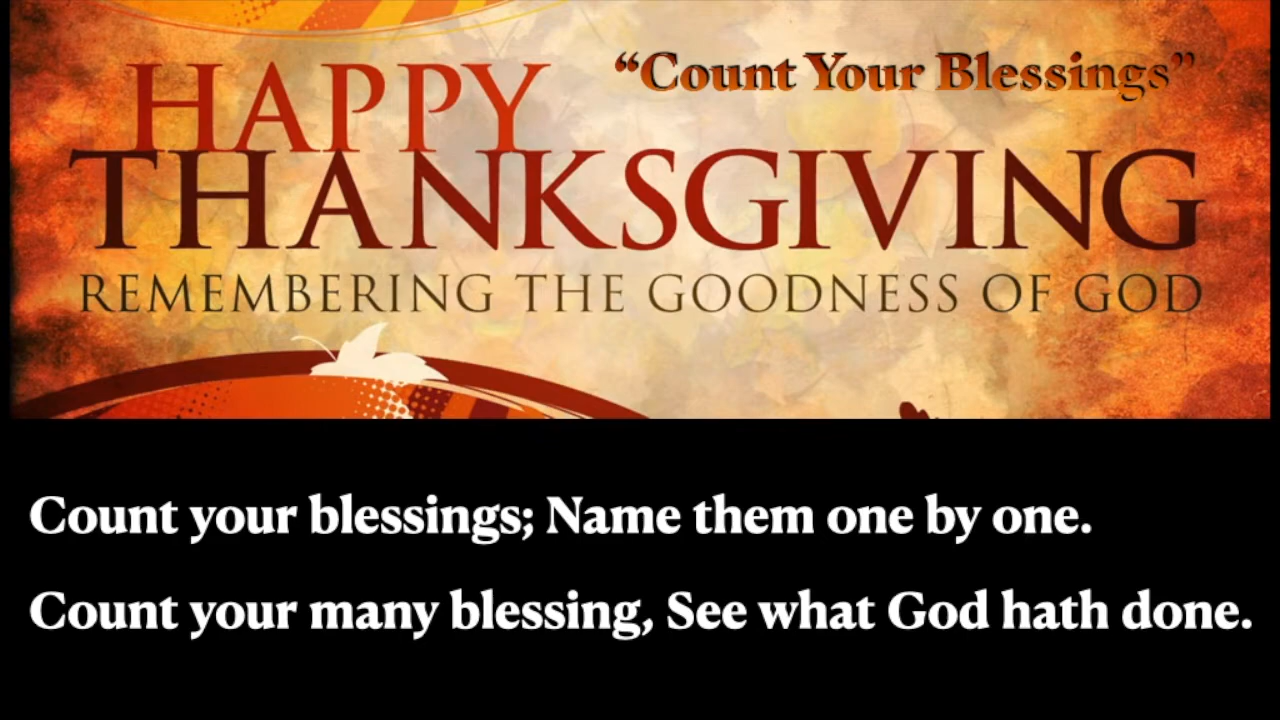 HAPPY
“Count Your Blessings”
THANKSGIVING
REMEMBERING THE GOODNESS OF GOD
Count your blessings; Name them one by one.
Count your many blessing, See what God hath done.